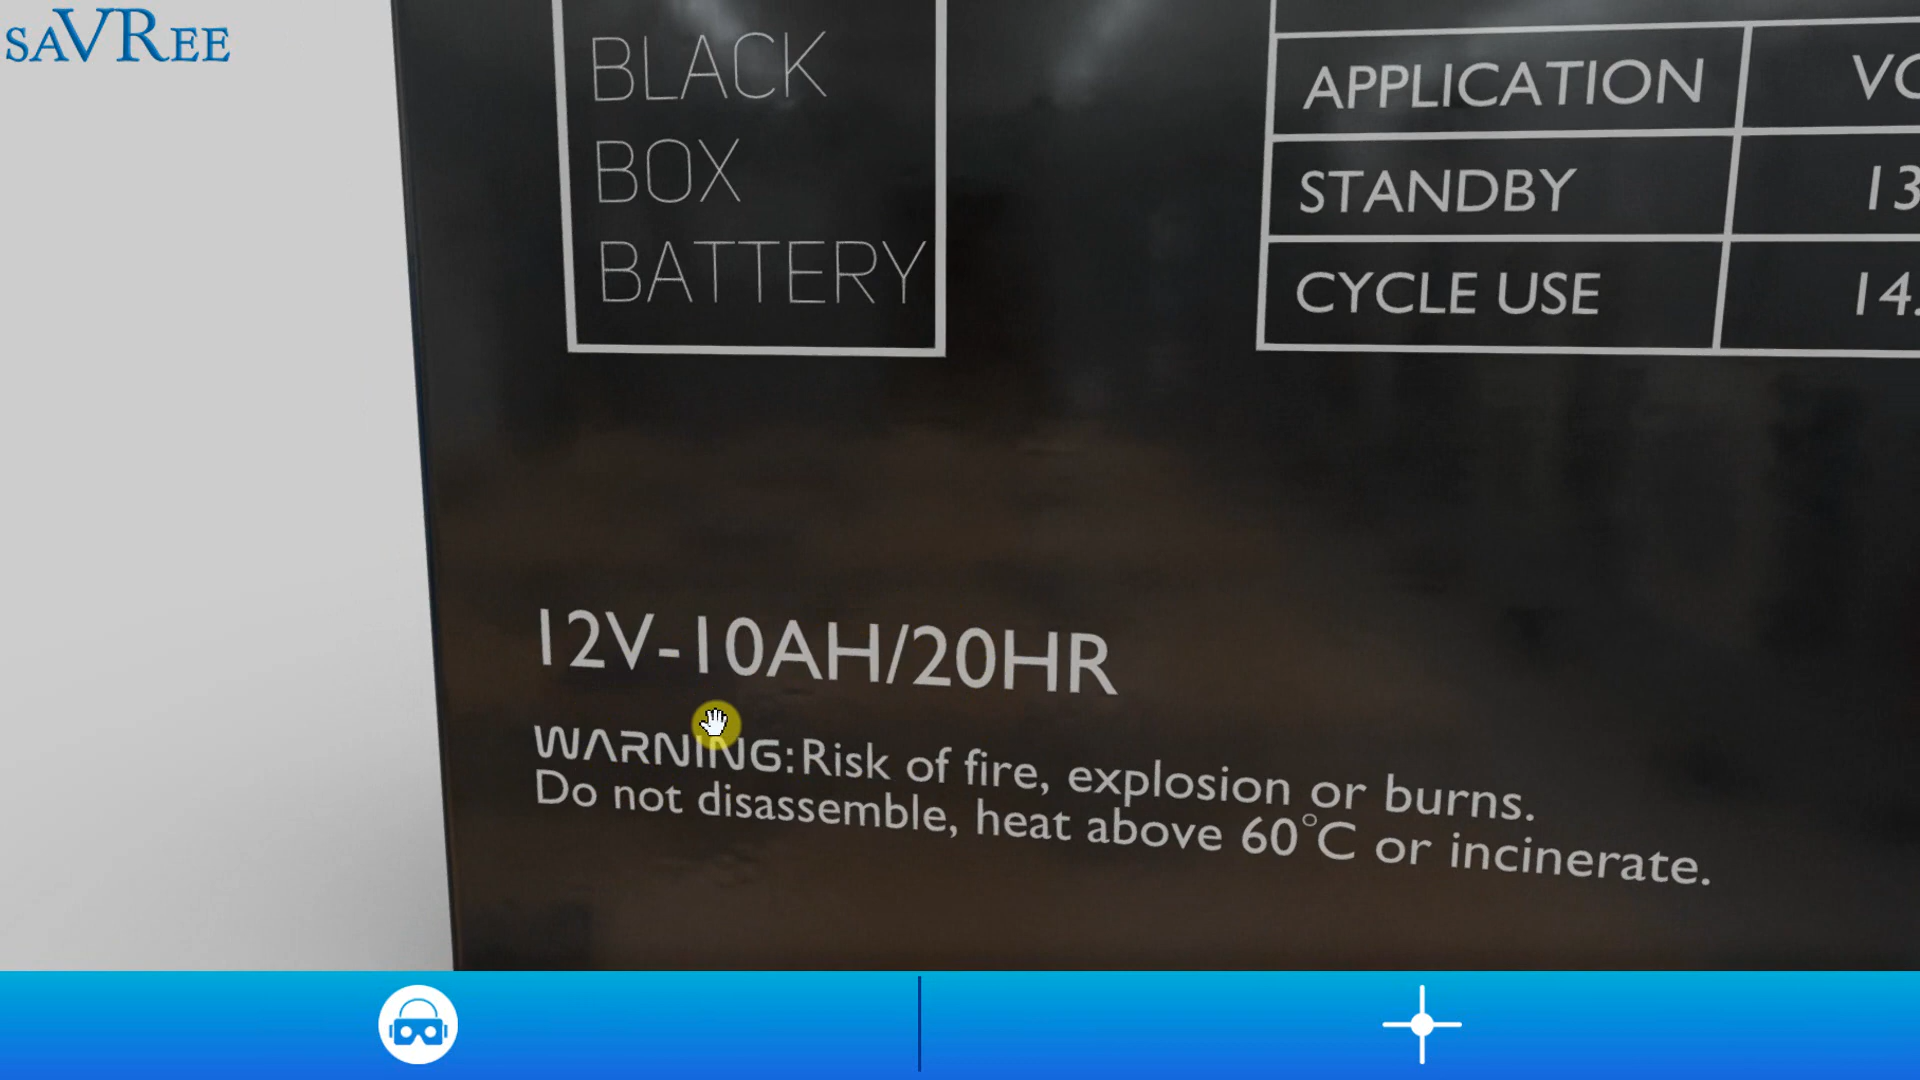 saVRee
BLACK
BOX
BATTERY
APPLICATION
STANDBY
CYCLE USE
12V-10AH/20HR
WARNING:Risk of fire, explosion or burns.
Do not disassemble, heat above 60°C or incinerate.